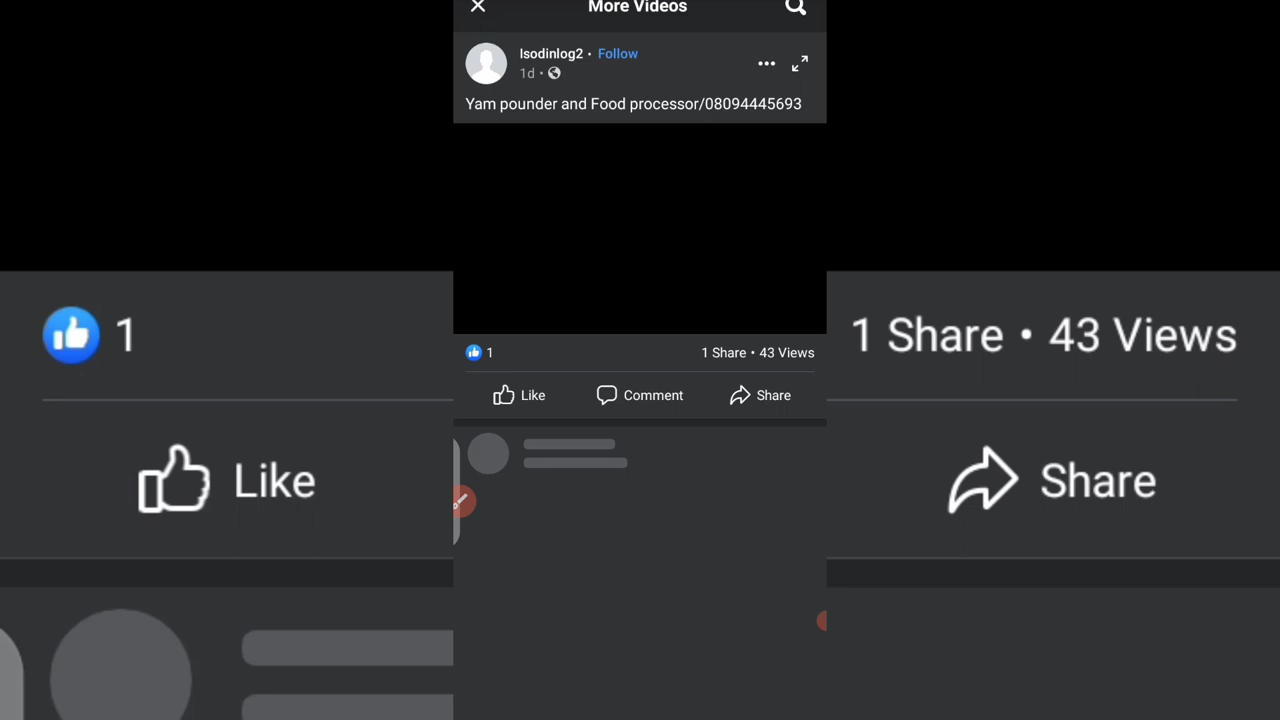 More Videos
Isodinlog2 • Follow
1d •
Yam pounder and Food processor/08094445693
1
1 Share • 43 Views
Like
Comment
Share
1
1 Share • 43 Views
Like
Share